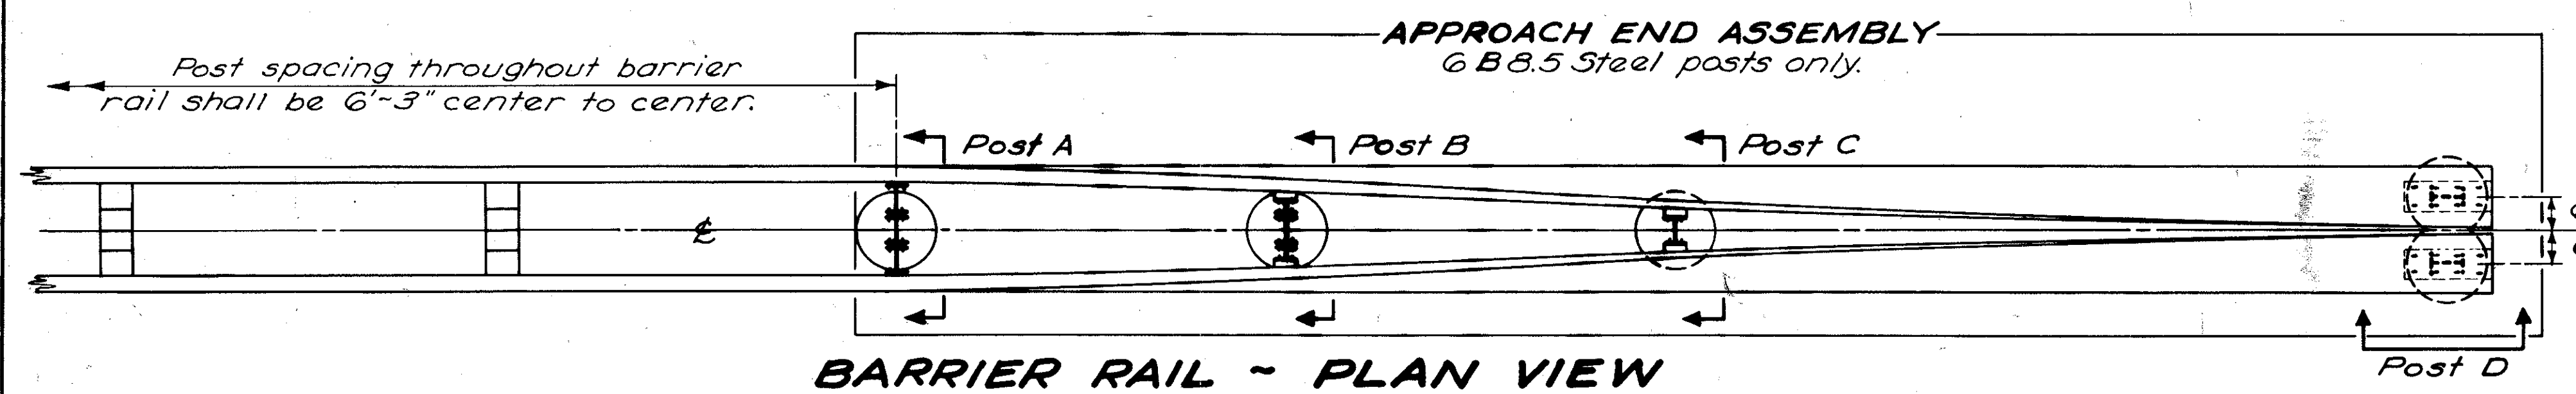 APPROACH END ASSEMBLY
6 B 8.5 Steel posts only.
Post spacing throughout barrier
rail shall be 6'~3" center to center.
Post A
Post B
Post C
℄
Post D
BARRIER RAIL ~ PLAN VIEW